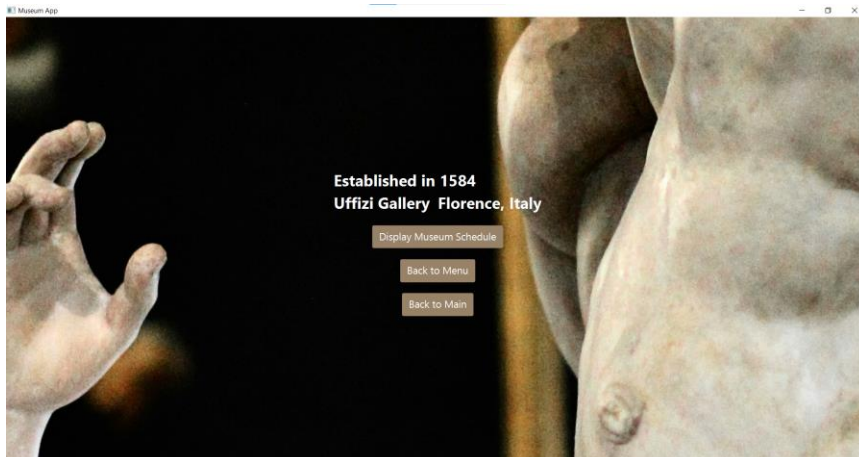 Museum App
Established in 1584
Uffizi Gallery Florence, Italy
Display Museum Schedule
Back to Menu
Back to Main